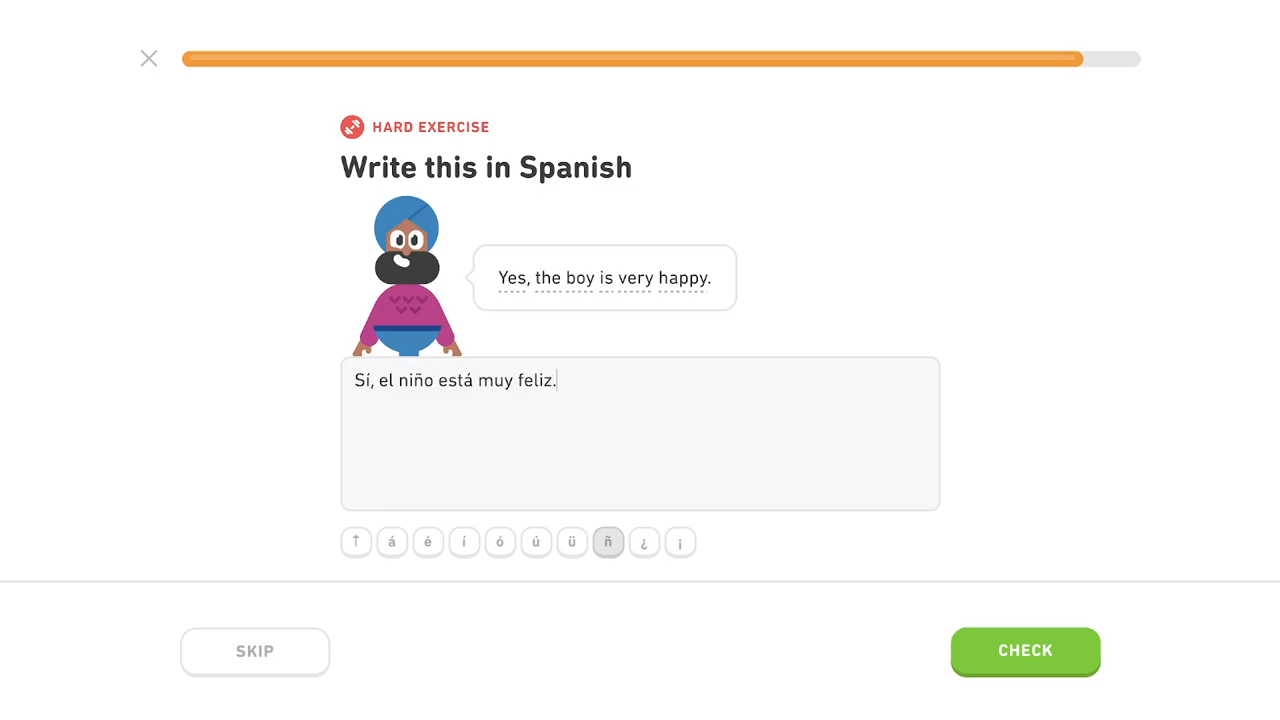 HARD EXERCISE
Write this in Spanish
Yes, the boy is very happy.
Sí, el niño está muy feliz.
↑ á é í ó ú ü ñ ¿ ¡
SKIP
CHECK